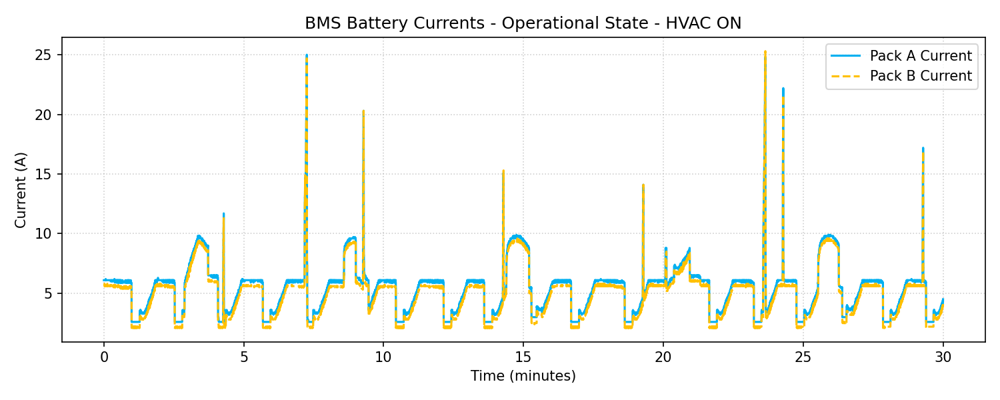 BMS Battery Currents - Operational State - HVAC ON
Pack A Current
Pack B Current
Current (A)
25
20
15
10
5
0 5 10 15 20 25 30
Time (minutes)